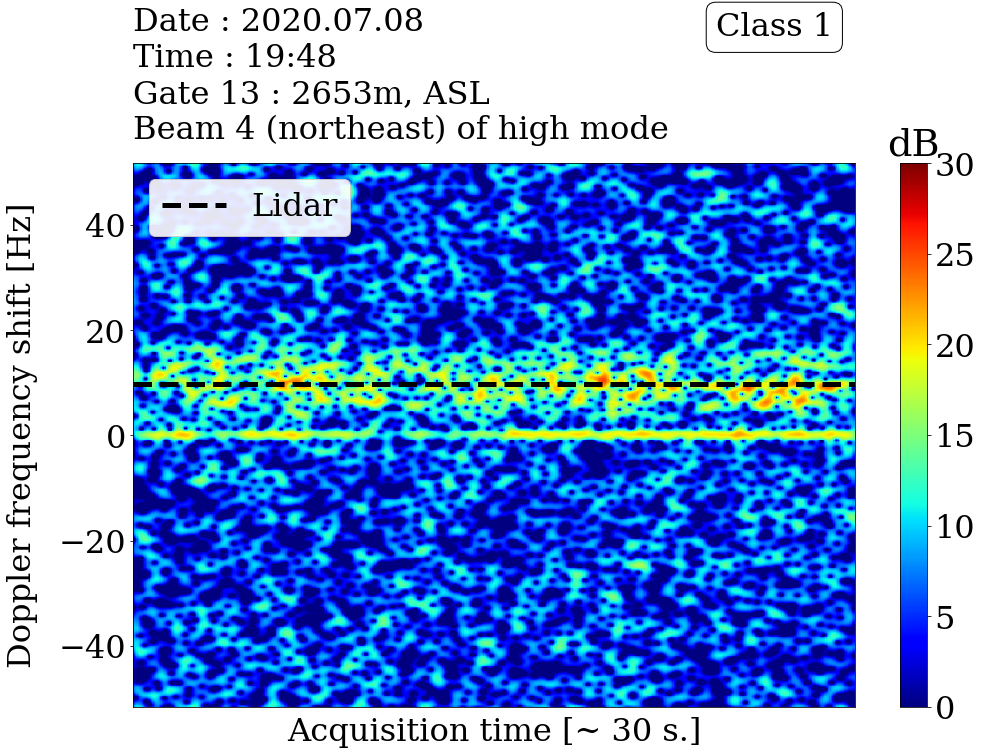 Date : 2020.07.08
Class 1
Time : 19:48
Gate 13 : 2653m, ASL
Beam 4 (northeast) of high mode
dB
Lidar
Doppler frequency shift [Hz]
40
20
0
−20
−40
30
25
20
15
10
5
0
Acquisition time [~ 30 s.]